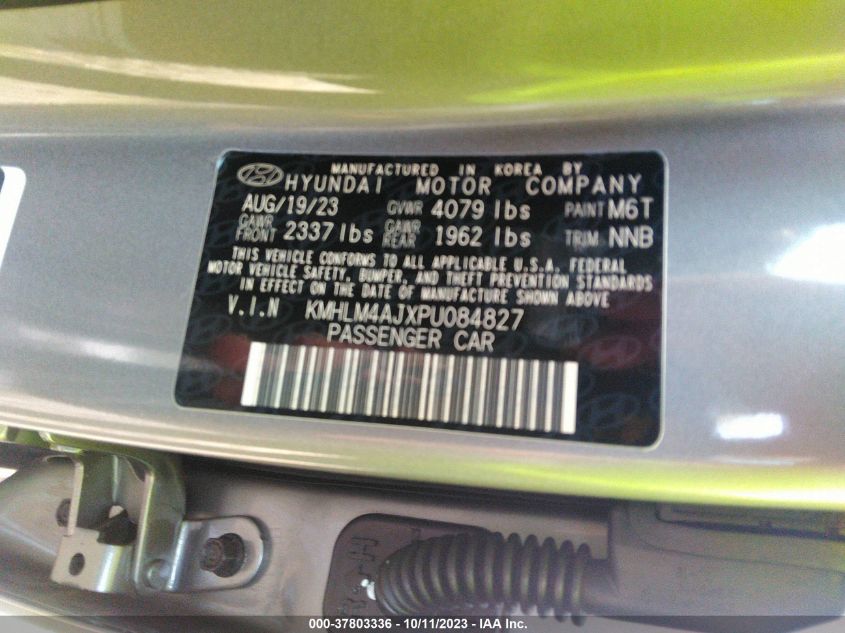 MANUFACTURED IN KOREA BY
HYUNDAI MOTOR COMPANY
AUG/19/23 GVWR 4079 lbs PAINT M6T
GAWR FRONT 2337 lbs GAWR REAR 1962 lbs TRIM NNB
THIS VEHICLE CONFORMS TO ALL APPLICABLE U.S.A. FEDERAL
MOTOR VEHICLE SAFETY, BUMPER, AND THEFT PREVENTION STANDARDS
IN EFFECT ON THE DATE OF MANUFACTURE SHOWN ABOVE
V.I.N KMHLM4AJXPU084827
PASSENGER CAR
000-37803336 - 10/11/2023 - IAA Inc.